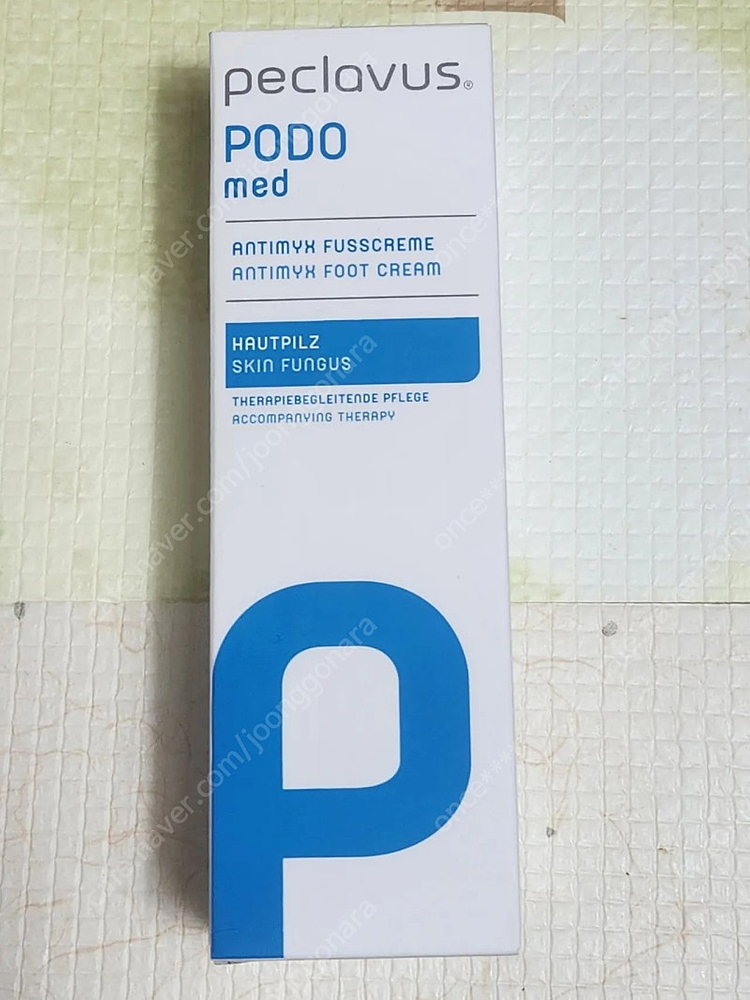 peclavus®
PODO
med
ANTIMYX FUSSCREME
ANTIMYX FOOT CREAM
HAUTPILZ
SKIN FUNGUS
THERAPIEBEGLEITENDE PFLEGE
ACCOMPANYING THERAPY
P